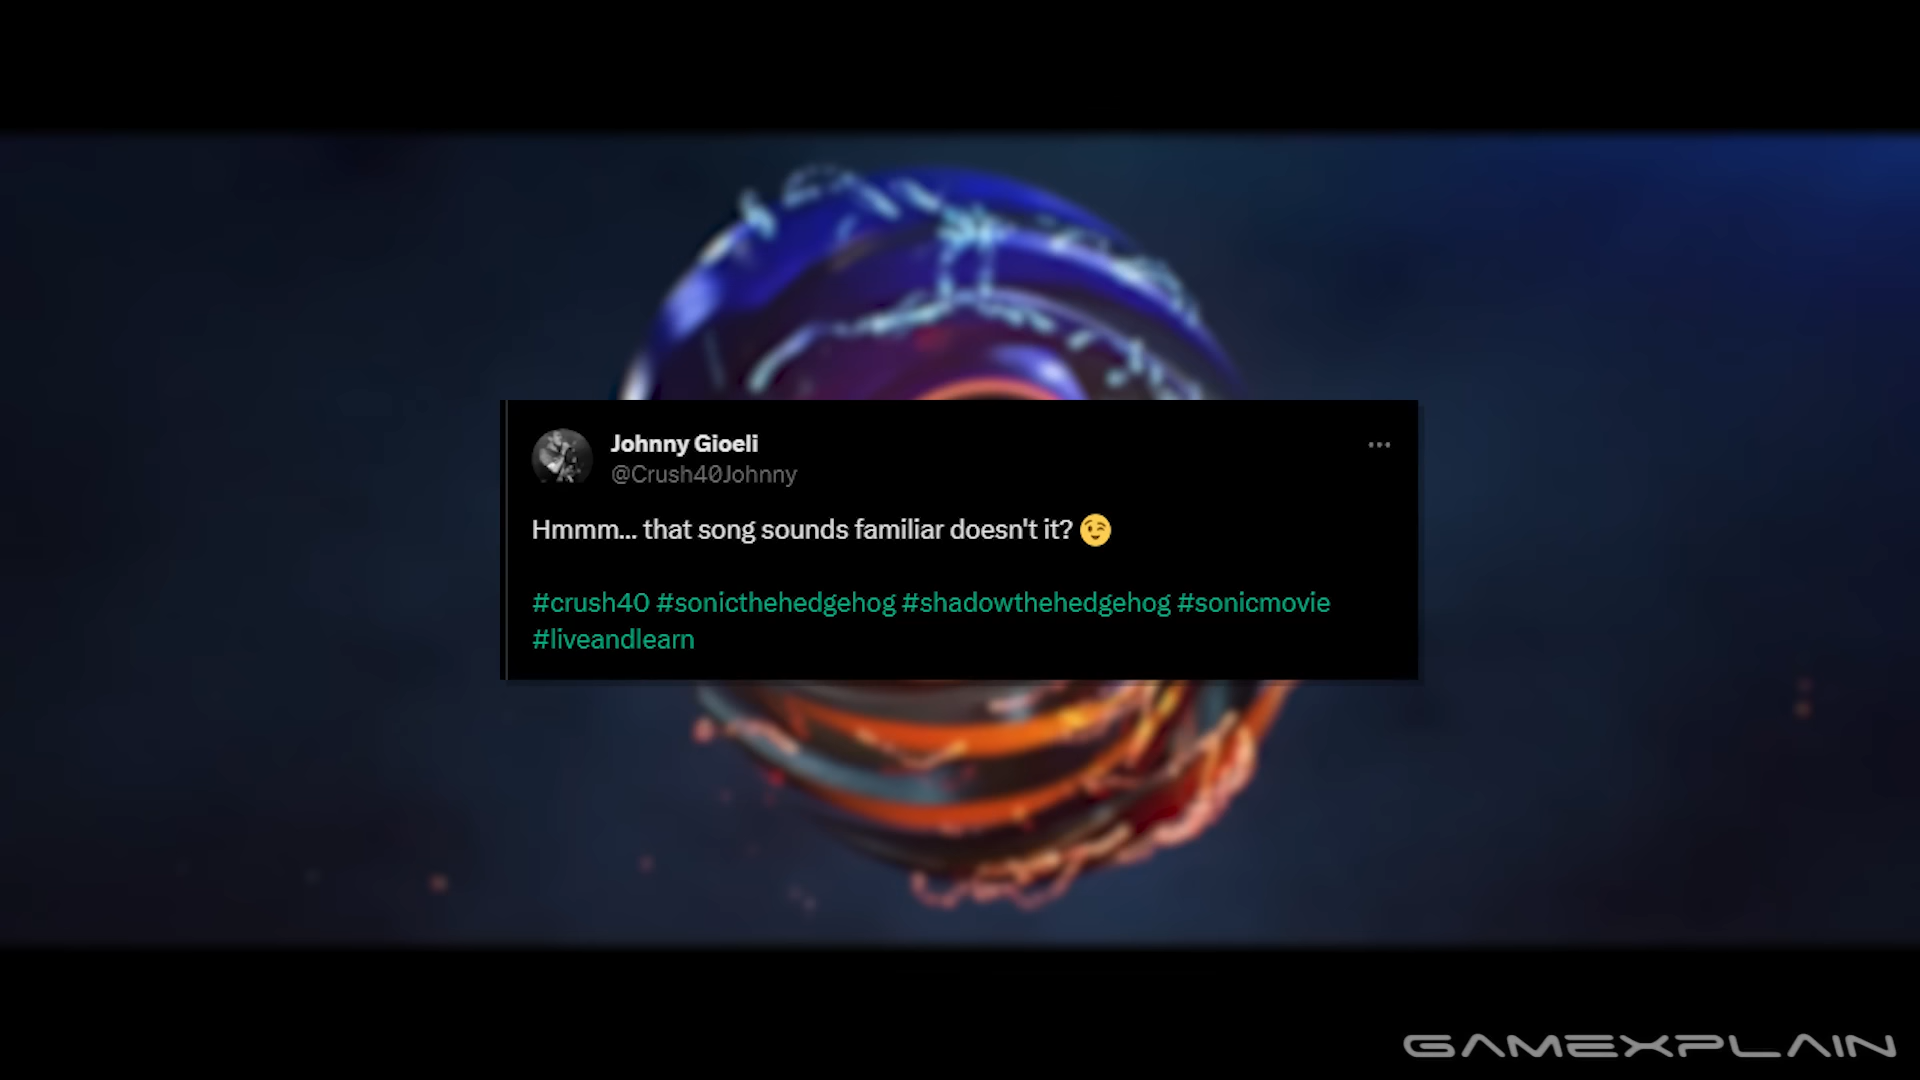 Johnny Gioeli
@Crush40Johnny
Hmmm... that song sounds familiar doesn't it? 😉
#crush40 #sonicthehedgehog #shadowthehedgehog #sonicmovie
#liveandlearn
GAMEXPLAIN